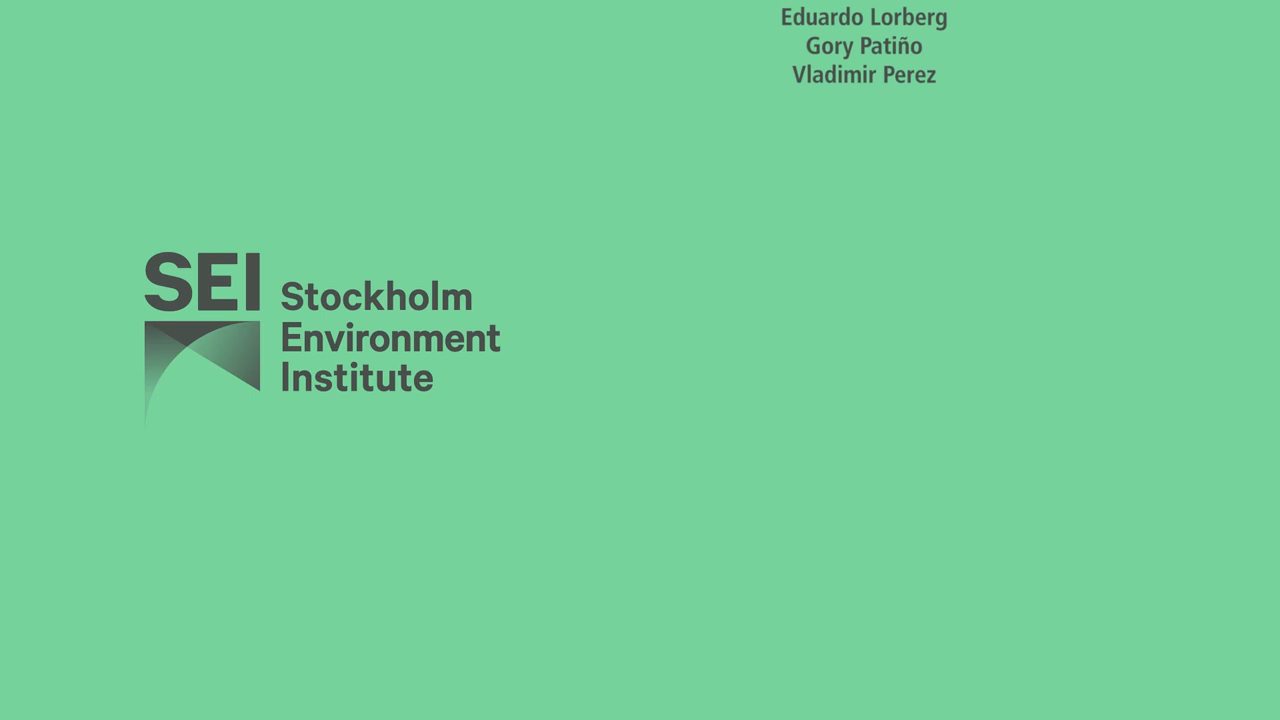 Eduardo Lorberg
Gory Patiño
Vladimir Perez
SEI
Stockholm
Environment
Institute